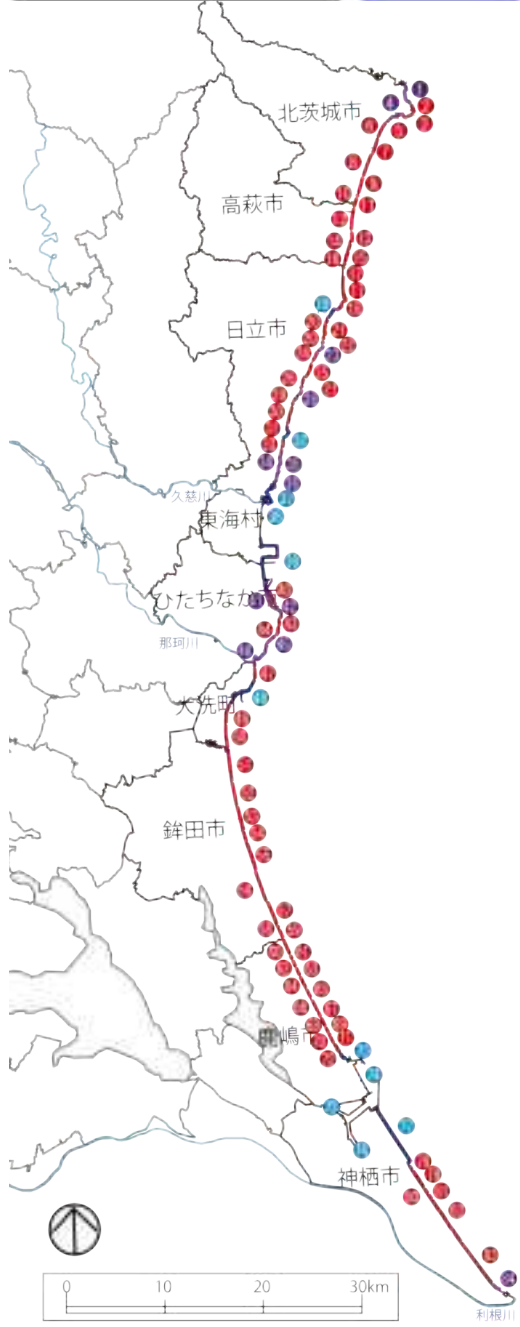 北茨城市
高萩市
日立市
久慈川
東海村
ひたちなか市
那珂川
大洗町
鉾田市
鹿嶋市
神栖市
0 10 20 30km
利根川